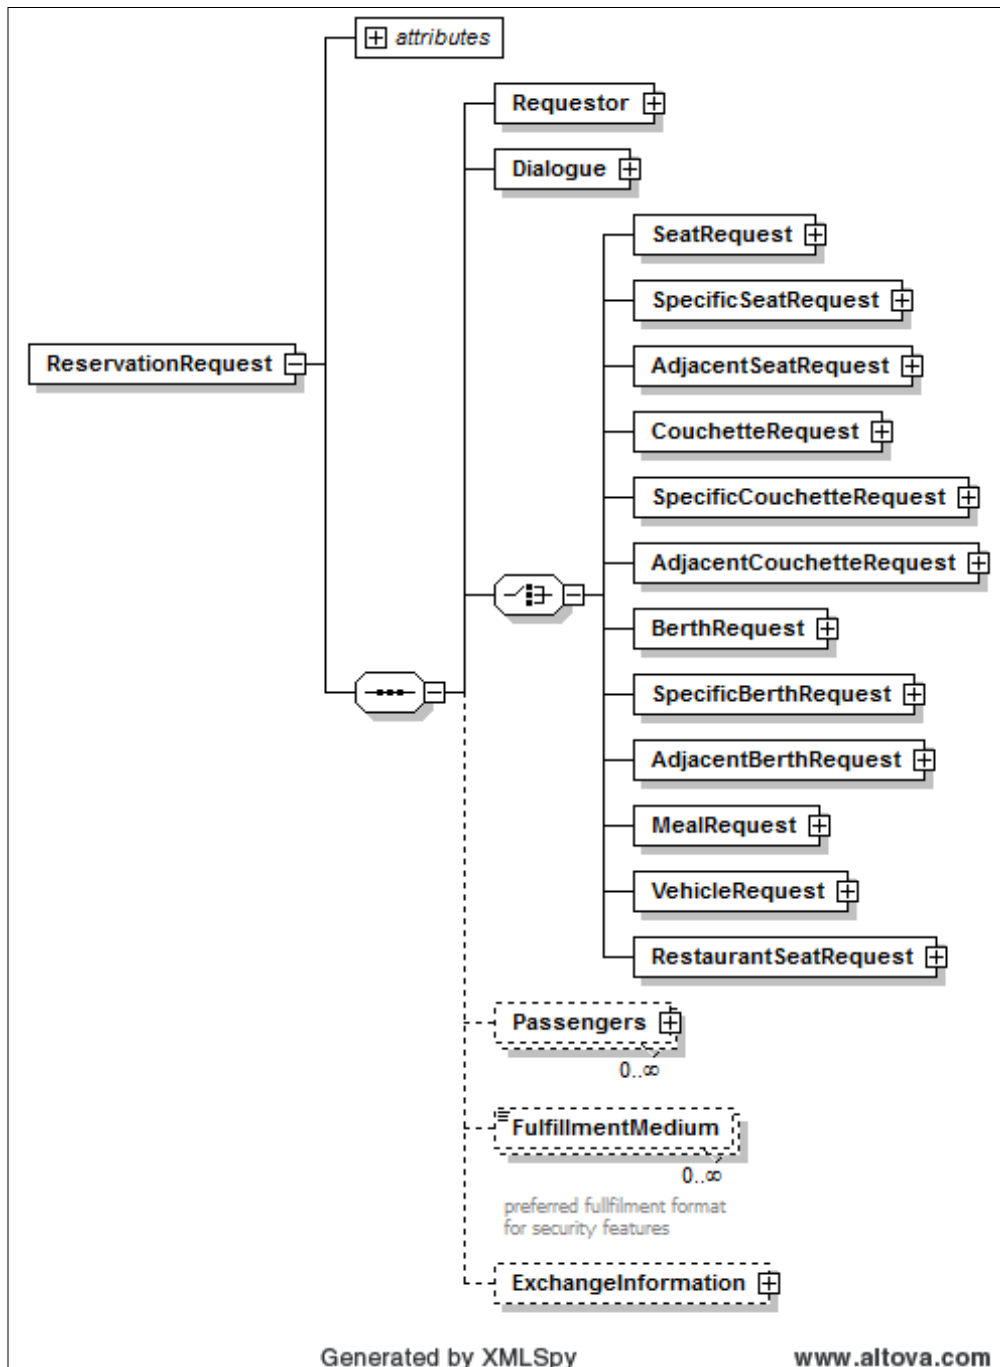 attributes
Requestor
Dialogue
SeatRequest
SpecificSeatRequest
ReservationRequest
AdjacentSeatRequest
CouchetteRequest
SpecificCouchetteRequest
AdjacentCouchetteRequest
BerthRequest
SpecificBerthRequest
AdjacentBerthRequest
MealRequest
VehicleRequest
RestaurantSeatRequest
Passengers
0..∞
FulfillmentMedium
0..∞
preferred fullfilment format
for security features
ExchangeInformation
Generated by XMLSpy www.altova.com